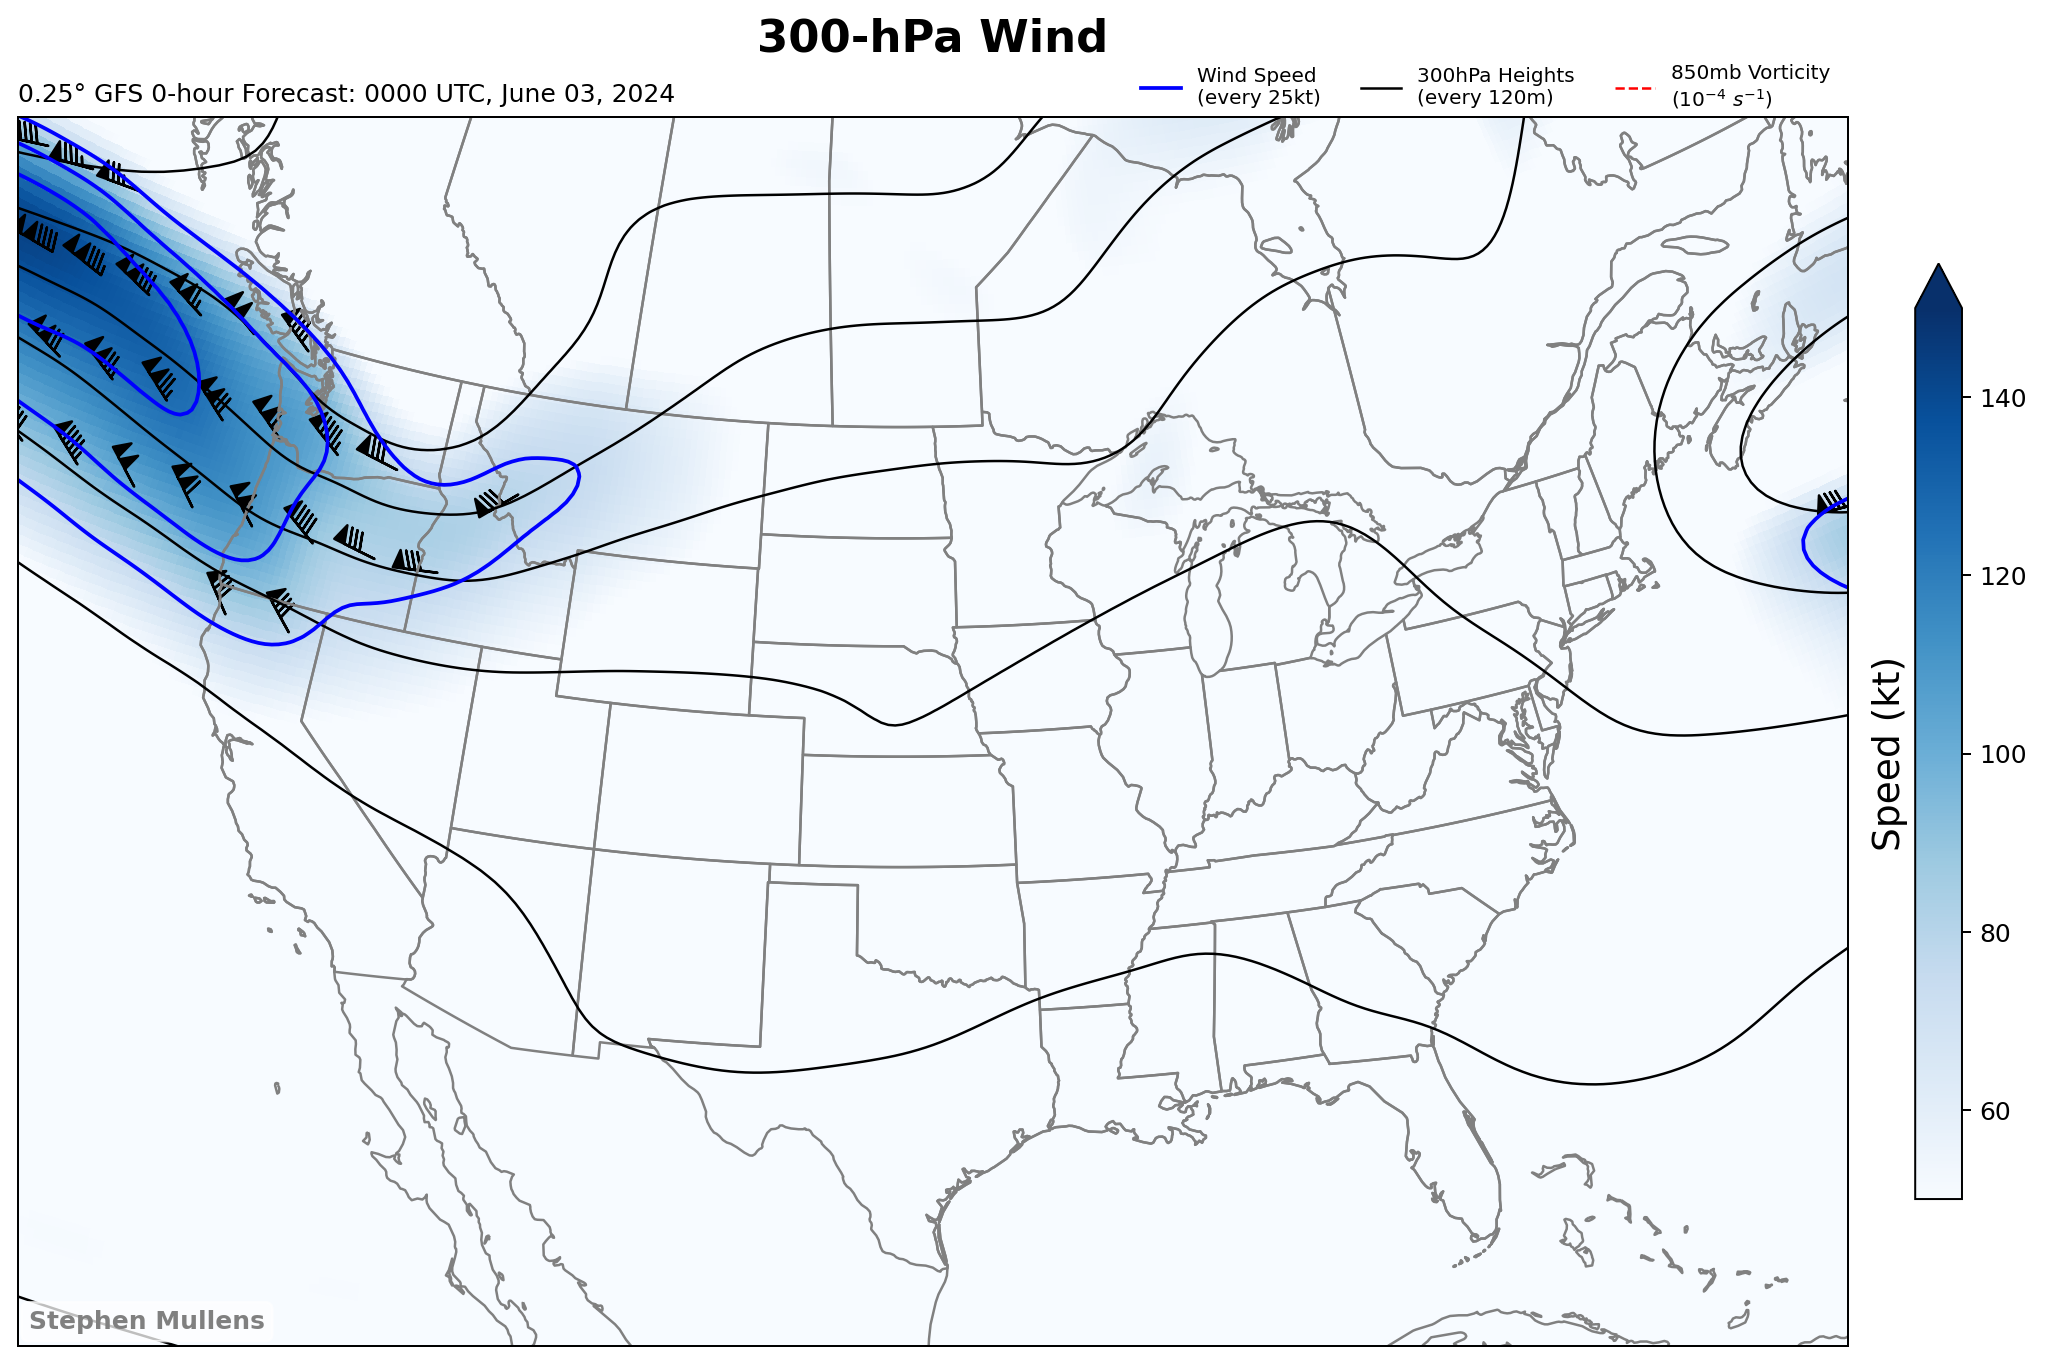 300-hPa Wind
0.25° GFS 0-hour Forecast: 0000 UTC, June 03, 2024
Wind Speed
(every 25kt)
300hPa Heights
(every 120m)
850mb Vorticity
(10⁻⁴ s⁻¹)
140
120
100
80
60
Speed (kt)
Stephen Mullens